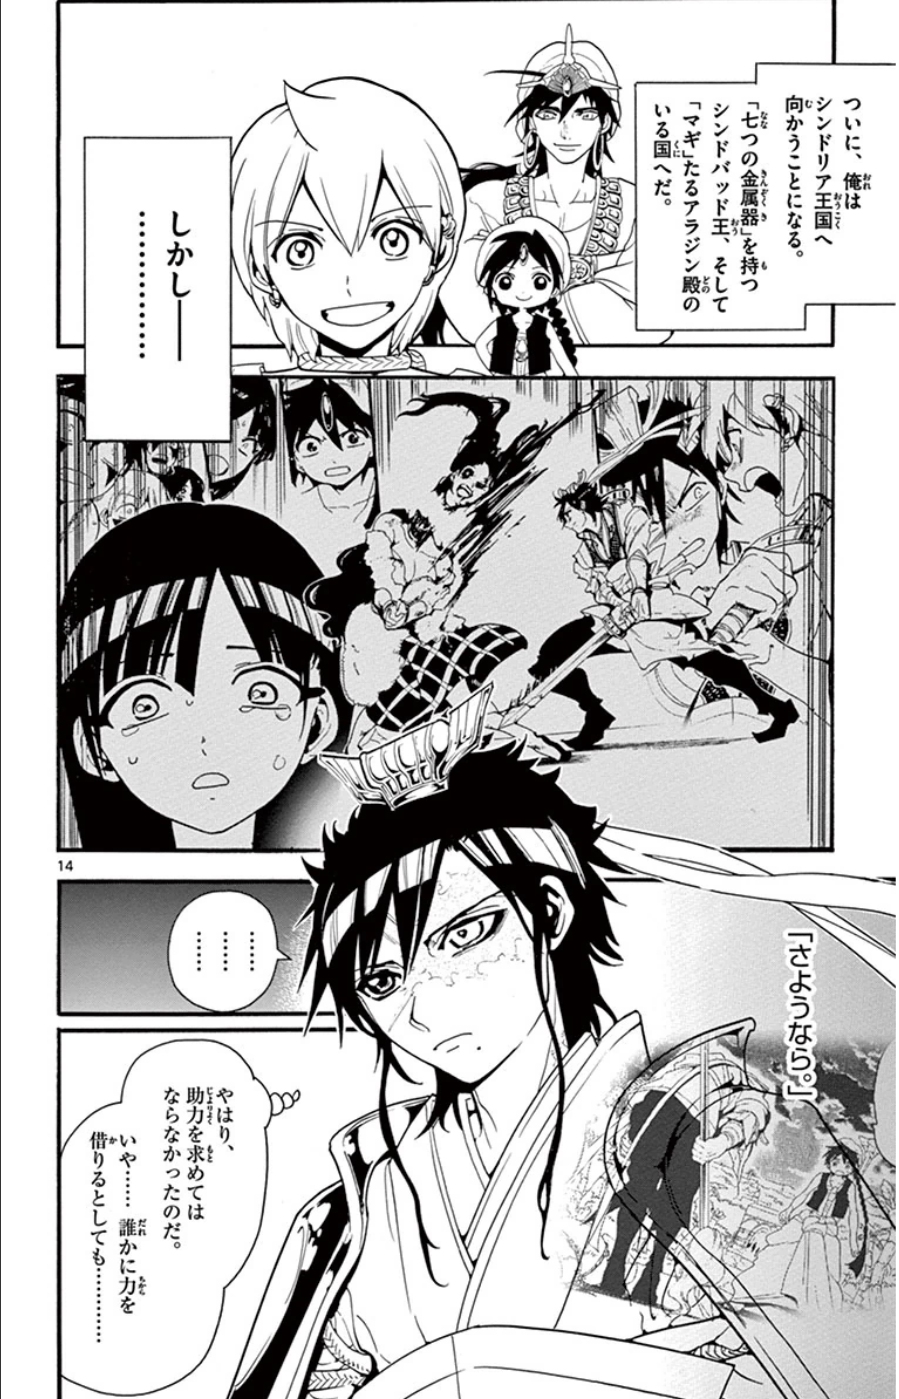 ついに、俺は
シンドリア王国へ
向かうことになる。
「七つの金属器」を持つ
シンドバッド王、そして
「マギ」たるアラジン殿の
いる国へだ。
しかし――
…………
14
「さようなら。」
………
やはり、
助力を求めては
ならなかったのだ。
いや……誰かに力を
借りるとしても…………